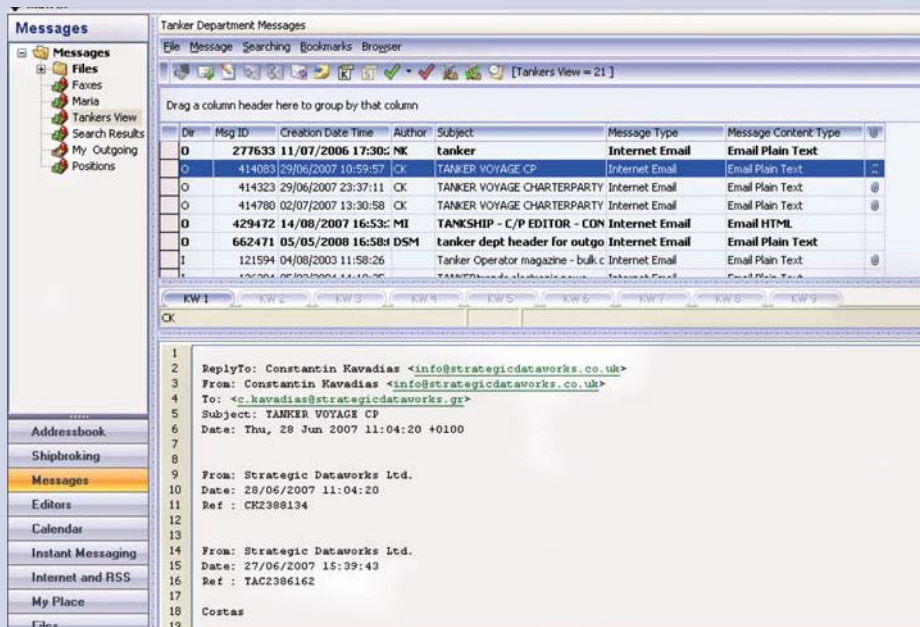 Messages
Messages
Files
Faxes
Maria
Tankers View
Search Results
My Outgoing
Positions
Addressbook
Shipbroking
Messages
Editors
Calendar
Instant Messaging
Internet and RSS
My Place
Files
Tanker Department Messages
File Message Searching Bookmarks Browser
[Tankers View = 21 ]
Drag a column header here to group by that column
Dir Msg ID Creation Date Time Author Subject Message Type Message Content Type
O 277633 11/07/2006 17:30: NK tanker Internet Email Email Plain Text
O 414083 29/06/2007 10:59:57 CK TANKER VOYAGE CP Internet Email Email Plain Text
O 414323 29/06/2007 23:37:11 CK TANKER VOYAGE CHARTERPARTY Internet Email Email Plain Text
O 414780 02/07/2007 13:30:58 CK TANKER VOYAGE CHARTERPARTY Internet Email Email Plain Text
O 429472 14/08/2007 16:53: MI TANKSHIP - C/P EDITOR - CON Internet Email Email HTML
O 662471 05/05/2008 16:58: DSM tanker dept header for outgo Internet Email Email Plain Text
I 121594 04/08/2003 11:58:26 Tanker Operator magazine - bulk c Internet Email Email Plain Text
KW 1 KW 2 KW 3 KW 4 KW 5 KW 6 KW 7 KW 8 KW 9
CK
1
2 ReplyTo: Constantin Kavadias <info@strategicdataworks.co.uk>
3 From: Constantin Kavadias <info@strategicdataworks.co.uk>
4 To: <c.kavadias@strategicdataworks.gr>
5 Subject: TANKER VOYAGE CP
6 Date: Thu, 28 Jun 2007 11:04:20 +0100
7
8
9 From: Strategic Dataworks Ltd.
10 Date: 28/06/2007 11:04:20
11 Ref : CK2388134
12
13
14 From: Strategic Dataworks Ltd.
15 Date: 27/06/2007 15:39:43
16 Ref : TAC2386162
17
18 Costas
19